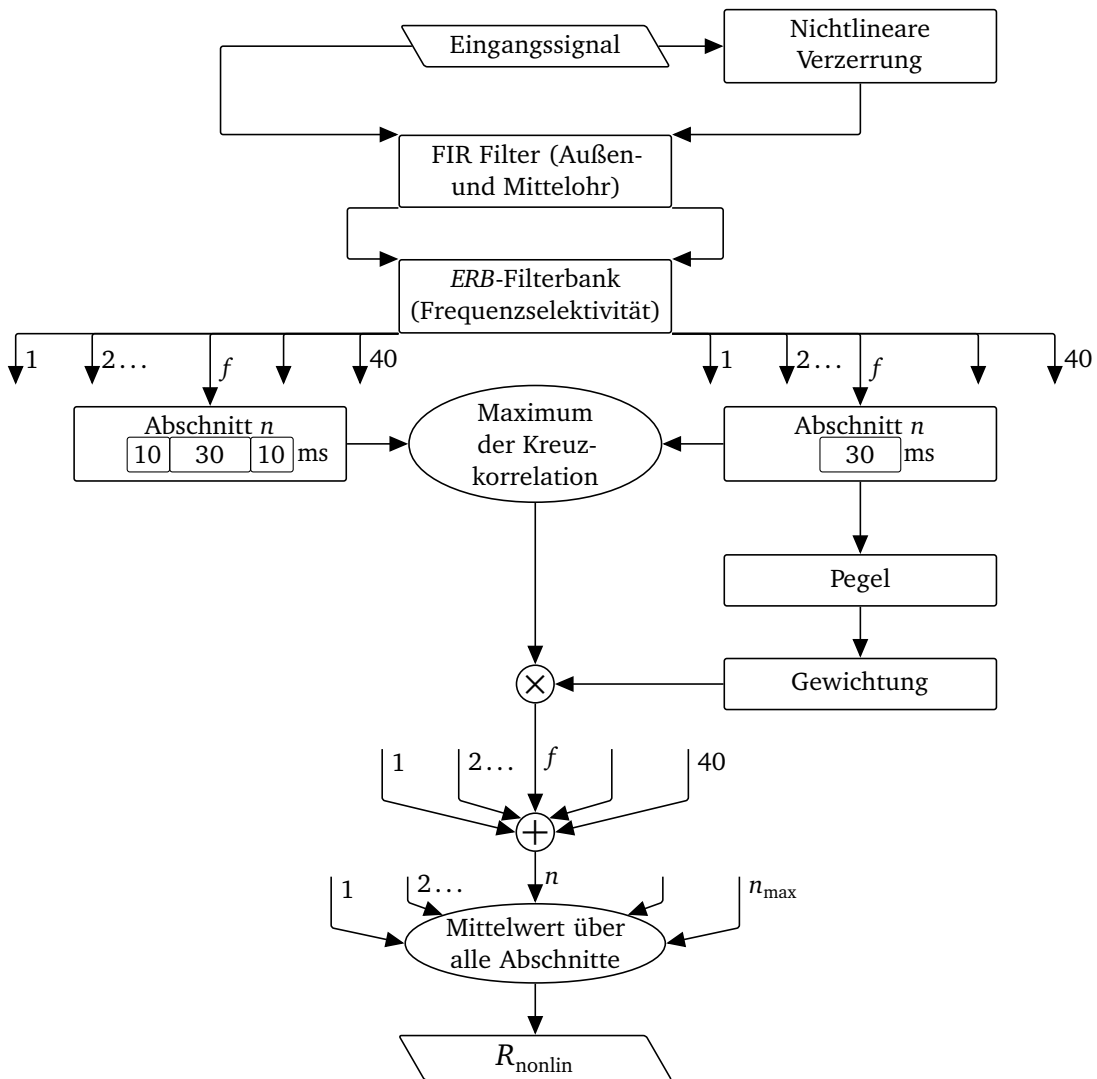 Eingangssignal
Nichtlineare
Verzerrung
FIR Filter (Außen-
und Mittelohr)
ERB-Filterbank
(Frequenzselektivität)
1 2... f 40
1 2... f 40
Abschnitt n
10 30 10 ms
Maximum
der Kreuz-
korrelation
Abschnitt n
30 ms
Pegel
Gewichtung
×
1 2... f 40
+
1 2... n n_max
Mittelwert über
alle Abschnitte
R_nonlin